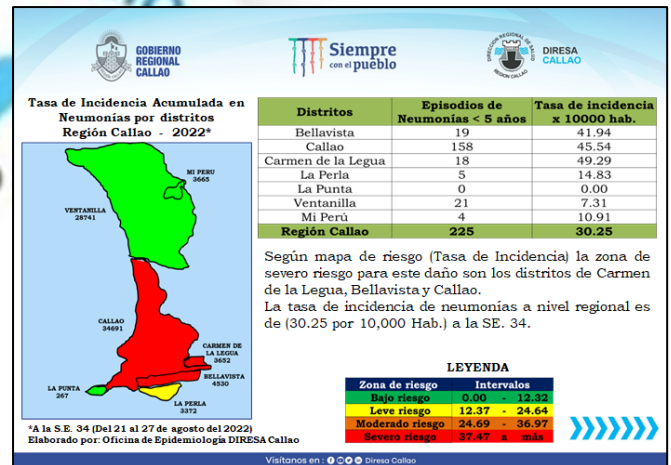 GOBIERNO
REGIONAL
CALLAO
Siempre
con el pueblo
DIRECCIÓN REGIONAL DE SALUD
REGION CALLAO
DIRESA
CALLAO
Tasa de Incidencia Acumulada en
Neumonías por distritos
Región Callao - 2022*
MI PERU
3665
VENTANILLA
28741
CALLAO
34691
CARMEN DE
LA LEGUA
3652
BELLAVISTA
4530
LA PUNTA
267
LA PERLA
3372
*A la S.E. 34 (Del 21 al 27 de agosto del 2022)
Elaborado por: Oficina de Epidemiología DIRESA Callao
Distritos Episodios de Neumonías < 5 años Tasa de incidencia x 10000 hab.
Bellavista 19 41.94
Callao 158 45.54
Carmen de la Legua 18 49.29
La Perla 5 14.83
La Punta 0 0.00
Ventanilla 21 7.31
Mi Perú 4 10.91
Región Callao 225 30.25
Según mapa de riesgo (Tasa de Incidencia) la zona de
severo riesgo para este daño son los distritos de Carmen
de la Legua, Bellavista y Callao.
La tasa de incidencia de neumonías a nivel regional es
de (30.25 por 10,000 Hab.) a la SE. 34.
LEYENDA
Zona de riesgo Intervalos
Bajo riesgo 0.00 - 12.32
Leve riesgo 12.37 - 24.64
Moderado riesgo 24.69 - 36.97
Severo riesgo 37.47 a más
Visítanos en : Diresa Callao